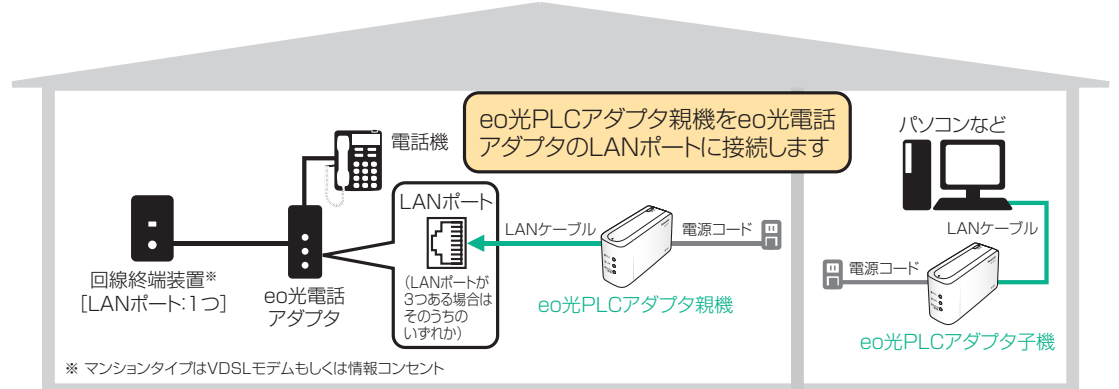 eo光PLCアダプタ親機をeo光電話
アダプタのLANポートに接続します
電話機
LANポート
(LANポートが
3つある場合は
そのうちの
いずれか)
回線終端装置※
[LANポート:1つ]
eo光電話
アダプタ
LANケーブル
電源コード
eo光PLCアダプタ親機
パソコンなど
LANケーブル
電源コード
eo光PLCアダプタ子機
※ マンションタイプはVDSLモデムもしくは情報コンセント